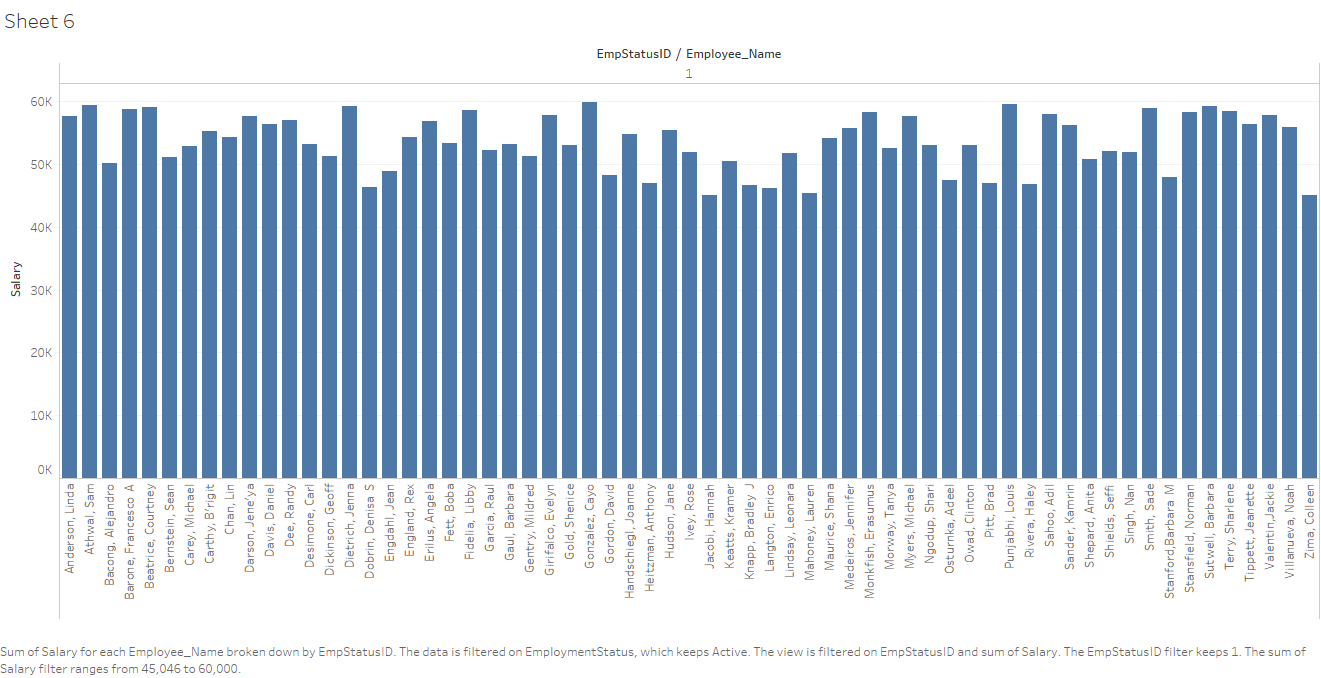 Sheet 6
EmpStatusID / Employee_Name
1
Salary
60K
50K
40K
30K
20K
10K
0K
Anderson, Linda
Athwal, Sam
Bacong, Alejandro
Barone, Francesco A
Beatrice, Courtney
Bernstein, Sean
Carey, Michael
Carthy, B'rigit
Chan, Lin
Darson, Jene'ya
Davis, Daniel
Dee, Randy
Desimone, Carl
Dickinson, Geoff
Dietrich, Jenna
Dobrin, Denisa S
Engdahl, Jean
England, Rex
Erilus, Angela
Fett, Boba
Fidelia, Libby
Garcia, Raul
Gaul, Barbara
Gentry, Mildred
Girifalco, Evelyn
Gold, Shenice
Gonzalez, Cayo
Gordon, David
Handschiegl, Joanne
Heitzman, Anthony
Hudson, Jane
Ivey, Rose
Jacobi, Hannah
Keatts, Kramer
Knapp, Bradley J
Langton, Enrico
Lindsay, Leonara
Mahoney, Lauren
Maurice, Shana
Medeiros, Jennifer
Monkfish, Erasumus
Morway, Tanya
Myers, Michael
Ngodup, Shari
Osturnka, Adeel
Owad, Clinton
Pitt, Brad
Punjabhi, Louis
Rivera, Haley
Sahoo, Adil
Sander, Kamrin
Shepard, Anita
Shields, Seffi
Singh, Nan
Smith, Sade
Stanford,Barbara M
Stansfield, Norman
Sutwell, Barbara
Terry, Sharlene
Tippett, Jeanette
Valentin,Jackie
Villanueva, Noah
Zima, Colleen
Sum of Salary for each Employee_Name broken down by EmpStatusID. The data is filtered on EmploymentStatus, which keeps Active. The view is filtered on EmpStatusID and sum of Salary. The EmpStatusID filter keeps 1. The sum of
Salary filter ranges from 45,046 to 60,000.